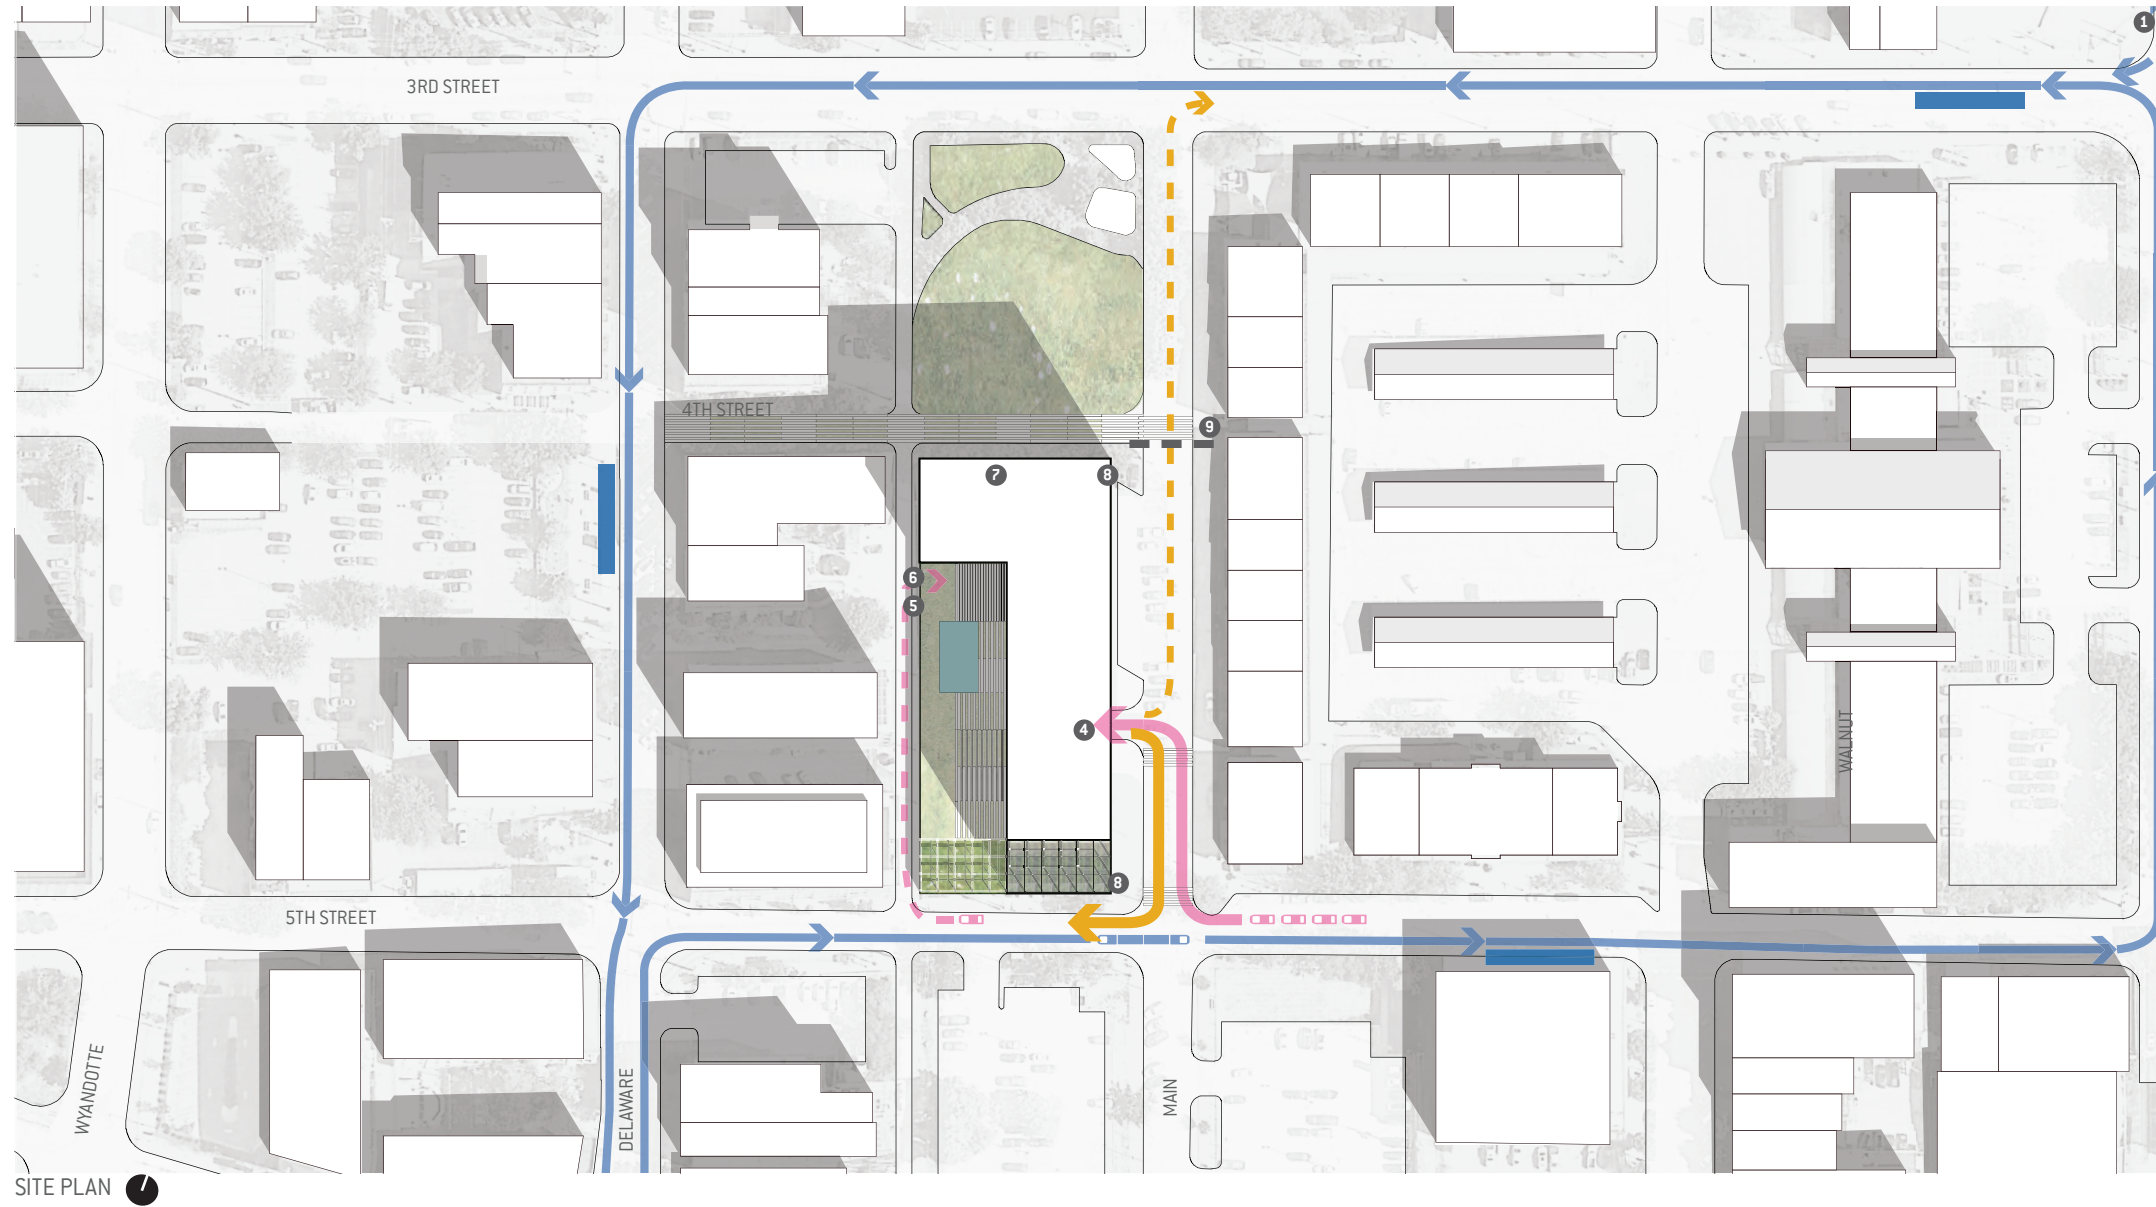 1
3RD STREET
4TH STREET
9
7
8
6
5
4
WALNUT
8
5TH STREET
WYANDOTTE
DELAWARE
MAIN
SITE PLAN